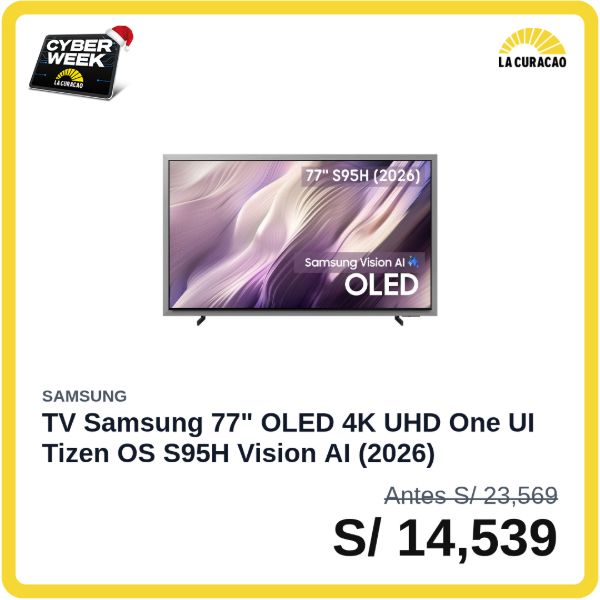 CYBER
WEEK
LA CURACAO
LA CURACAO
77" S95H (2026)
Samsung Vision AI
OLED
SAMSUNG
TV Samsung 77" OLED 4K UHD One UI
Tizen OS S95H Vision AI (2026)
Antes S/ 23,569
S/ 14,539